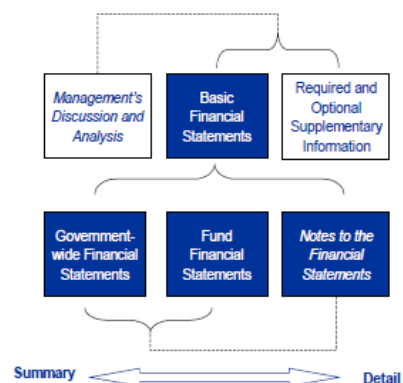 Management's
Discussion and
Analysis
Basic
Financial
Statements
Required and
Optional
Supplementary
Information
Government-
wide Financial
Statements
Fund
Financial
Statements
Notes to the
Financial
Statements
Summary
Detail